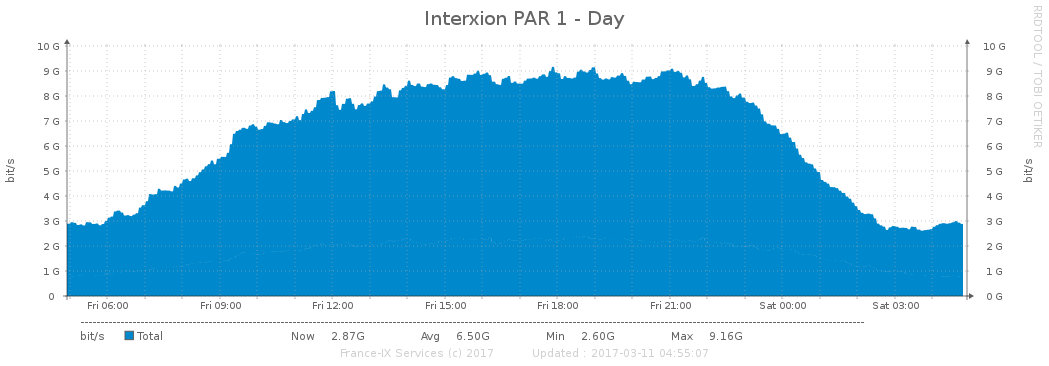 Interxion PAR 1 - Day
RRDTOOL / TOBI OETIKER
bit/s
10 G 10 G
9 G 9 G
8 G 8 G
7 G 7 G
6 G 6 G
5 G 5 G
4 G 4 G
3 G 3 G
2 G 2 G
1 G 1 G
0 0 G
bit/s
Fri 06:00 Fri 09:00 Fri 12:00 Fri 15:00 Fri 18:00 Fri 21:00 Sat 00:00 Sat 03:00
bit/s Total Now 2.87G Avg 6.50G Min 2.60G Max 9.16G
France-IX Services (c) 2017 Updated : 2017-03-11 04:55:07